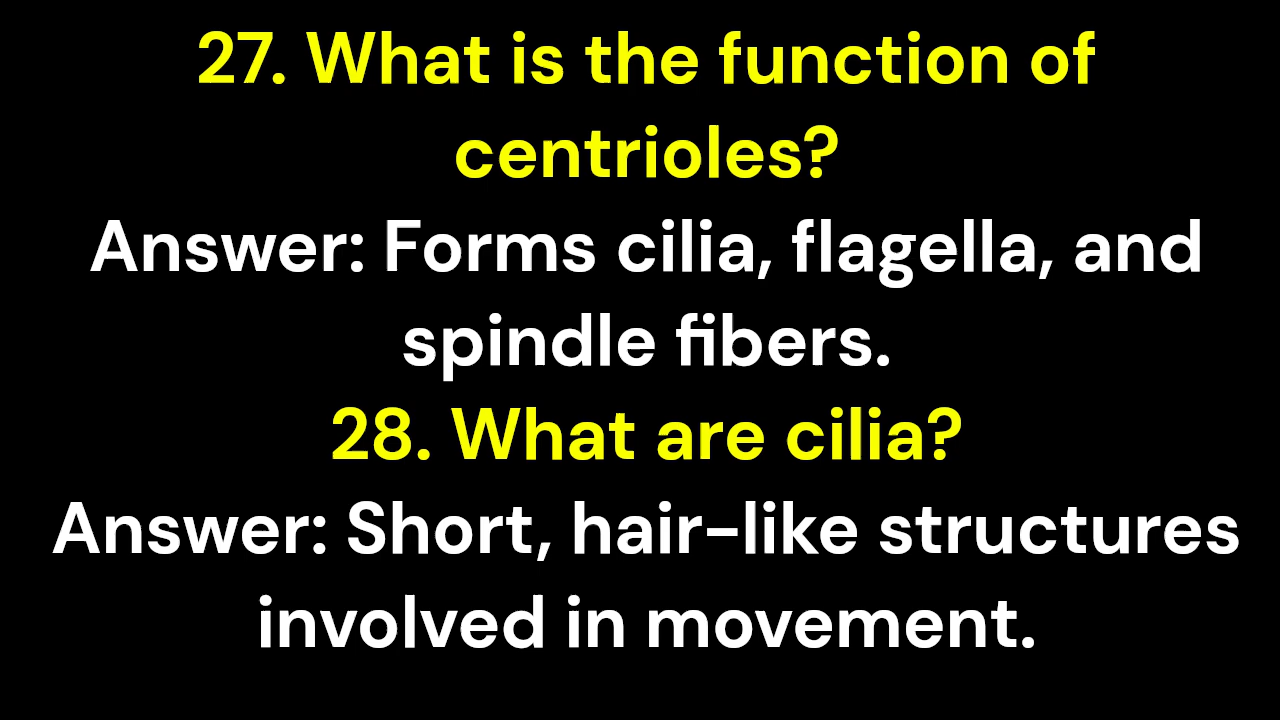 27. What is the function of
centrioles?
Answer: Forms cilia, flagella, and
spindle fibers.
28. What are cilia?
Answer: Short, hair-like structures
involved in movement.